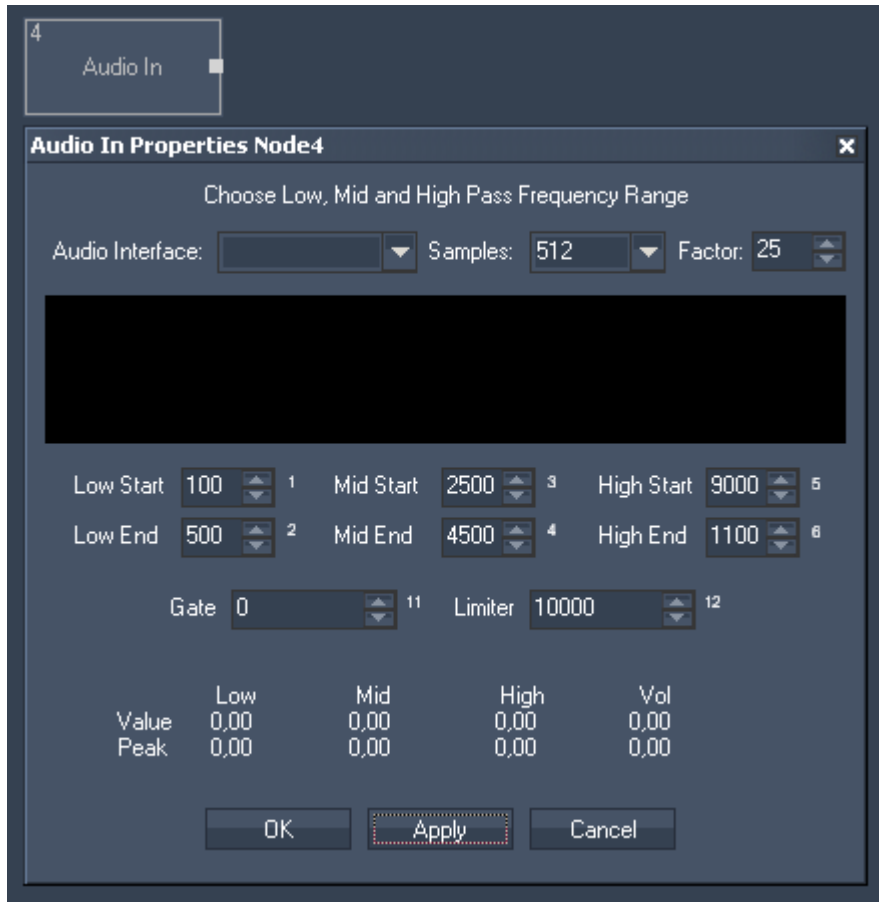 4
Audio In
Audio In Properties Node4
Choose Low, Mid and High Pass Frequency Range
Audio Interface: Samples: 512 Factor: 25
Low Start 100 1 Mid Start 2500 3 High Start 9000 5
Low End 500 2 Mid End 4500 4 High End 1100 6
Gate 0 11 Limiter 10000 12
Low Mid High Vol
Value 0,00 0,00 0,00 0,00
Peak 0,00 0,00 0,00 0,00
OK Apply Cancel